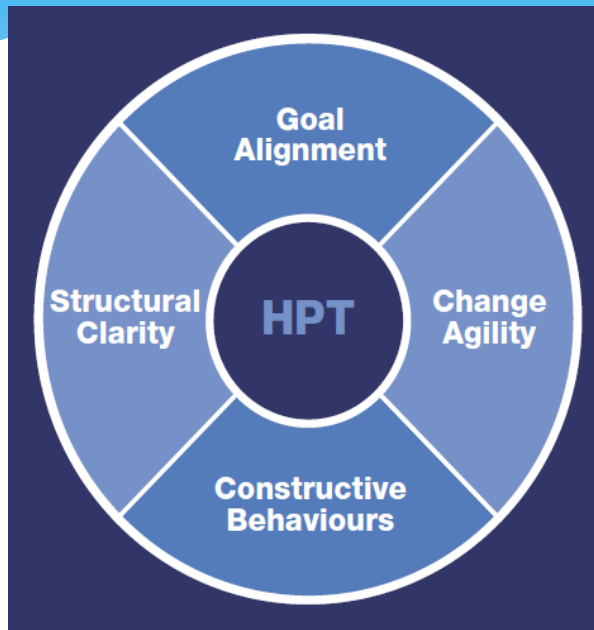 Goal
Alignment
Structural
Clarity
HPT
Change
Agility
Constructive
Behaviours